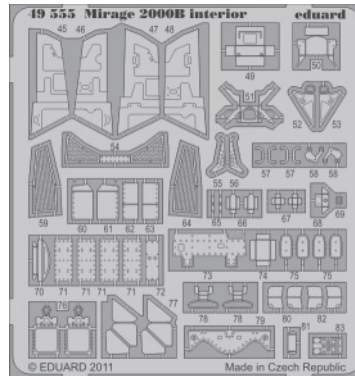 49 555 Mirage 2000B interior eduard
45 46 47 48
49 50
51 52 53
54
55 56 57 57 58 58
59 60 61 62 63 64 65 66 67 68 69
70 71 71 71 71 72 73 74 75 75
76 77 78 78 79 80 82
81 83
© EDUARD 2011 Made in Czech Republic